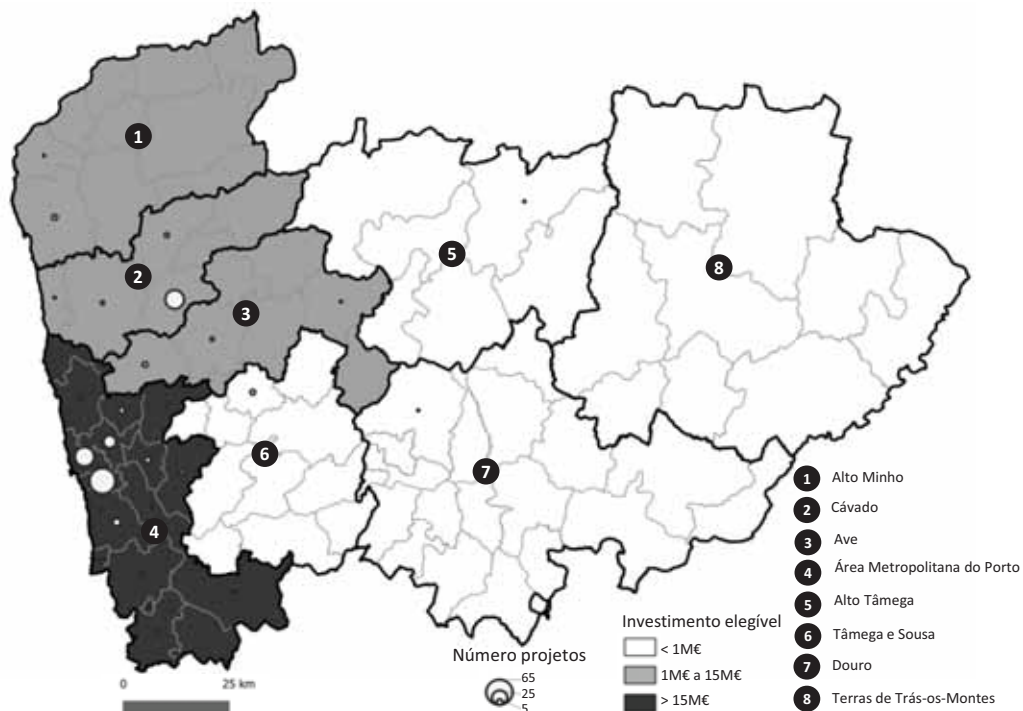 1
2
3
4
5
6
7
8
1 Alto Minho
2 Cávado
3 Ave
4 Área Metropolitana do Porto
5 Alto Tâmega
6 Tâmega e Sousa
7 Douro
8 Terras de Trás-os-Montes
Investimento elegível
< 1M€
1M€ a 15M€
> 15M€
Número projetos
65
25
5
0 25 km